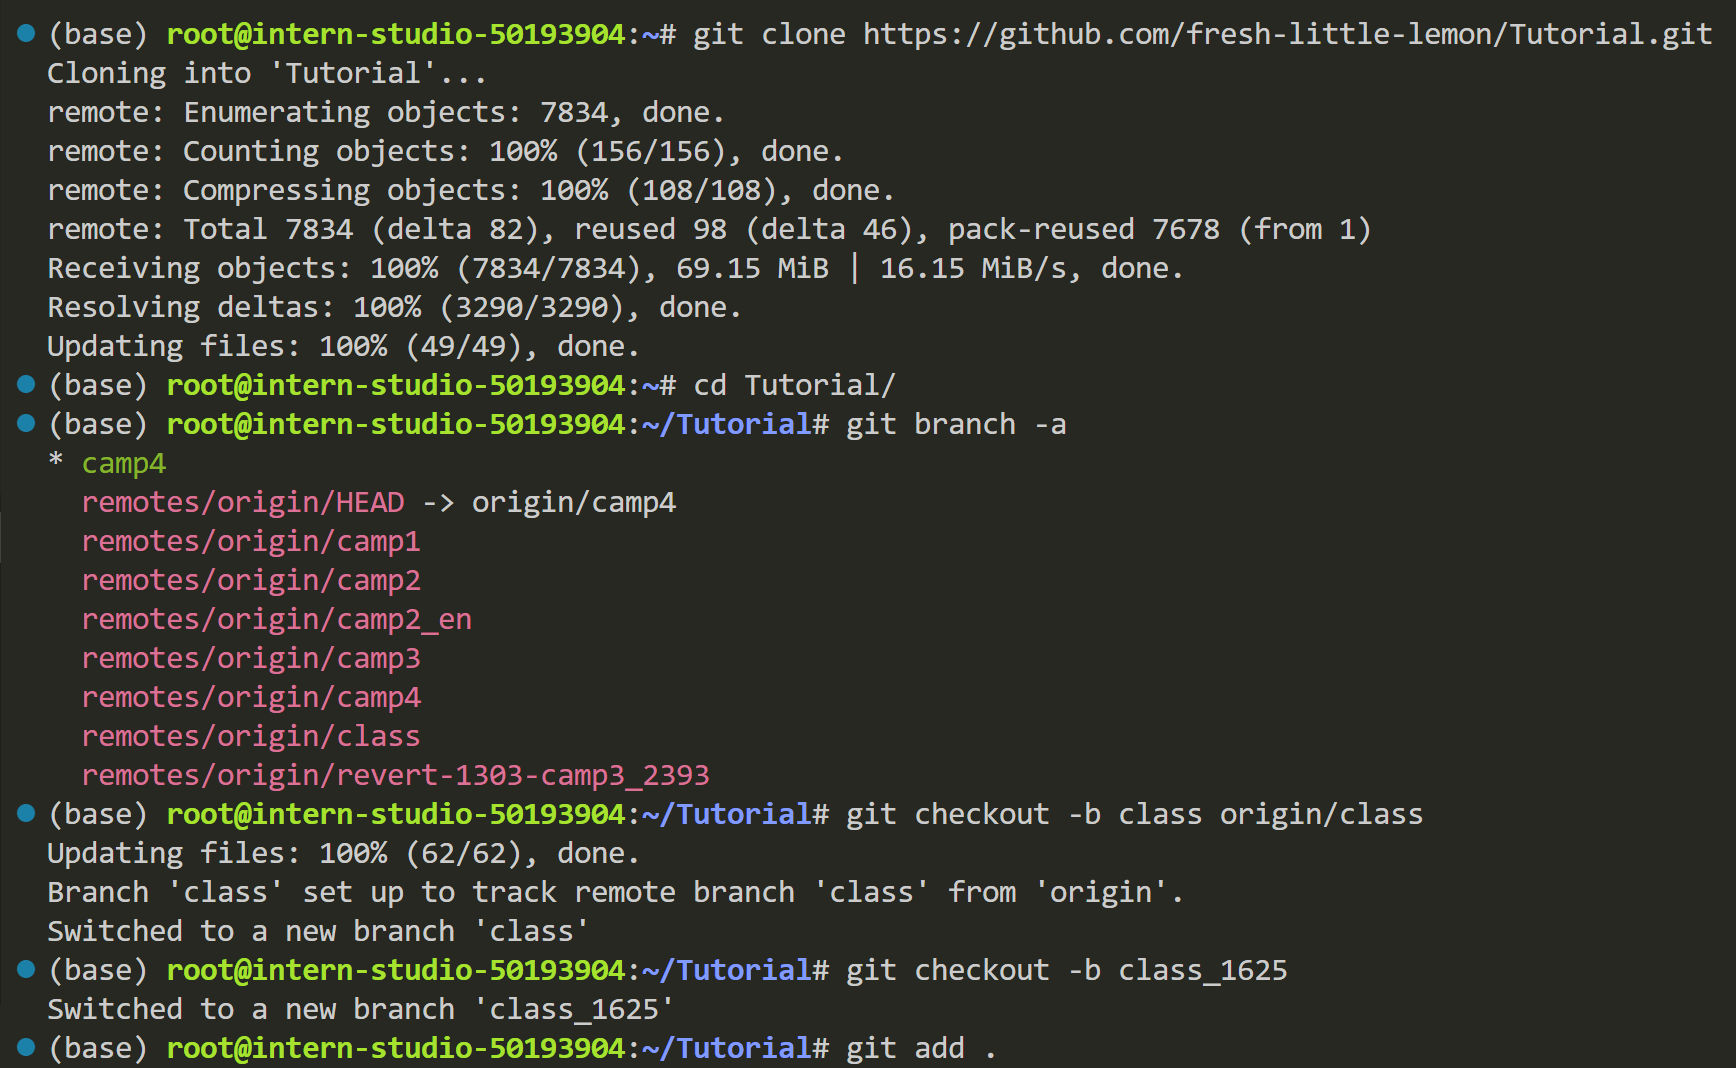 (base) root@intern-studio-50193904:~# git clone https://github.com/fresh-little-lemon/Tutorial.git
Cloning into 'Tutorial'...
remote: Enumerating objects: 7834, done.
remote: Counting objects: 100% (156/156), done.
remote: Compressing objects: 100% (108/108), done.
remote: Total 7834 (delta 82), reused 98 (delta 46), pack-reused 7678 (from 1)
Receiving objects: 100% (7834/7834), 69.15 MiB | 16.15 MiB/s, done.
Resolving deltas: 100% (3290/3290), done.
Updating files: 100% (49/49), done.
(base) root@intern-studio-50193904:~# cd Tutorial/
(base) root@intern-studio-50193904:~/Tutorial# git branch -a
* camp4
  remotes/origin/HEAD -> origin/camp4
  remotes/origin/camp1
  remotes/origin/camp2
  remotes/origin/camp2_en
  remotes/origin/camp3
  remotes/origin/camp4
  remotes/origin/class
  remotes/origin/revert-1303-camp3_2393
(base) root@intern-studio-50193904:~/Tutorial# git checkout -b class origin/class
Updating files: 100% (62/62), done.
Branch 'class' set up to track remote branch 'class' from 'origin'.
Switched to a new branch 'class'
(base) root@intern-studio-50193904:~/Tutorial# git checkout -b class_1625
Switched to a new branch 'class_1625'
(base) root@intern-studio-50193904:~/Tutorial# git add .